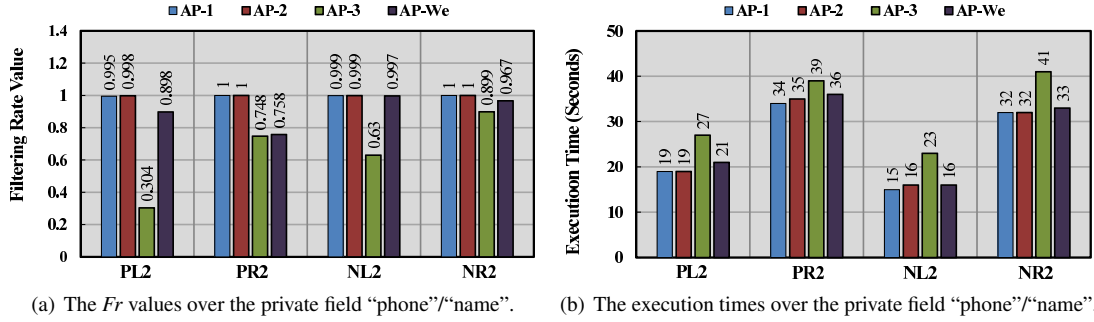 AP-1 AP-2 AP-3 AP-We
Filtering Rate Value
1.4
1.2
1
0.8
0.6
0.4
0.2
0
0.995 0.998 0.304 0.898
1 1 0.748 0.758
0.999 0.999 0.63 0.997
1 1 0.899 0.967
PL2 PR2 NL2 NR2
(a) The Fr values over the private field “phone”/“name”.
AP-1 AP-2 AP-3 AP-We
Executioon Time (Seconds)
50
40
30
20
10
0
19 19 27 21
34 35 39 36
15 16 23 16
32 32 41 33
PL2 PR2 NL2 NR2
(b) The execution times over the private field “phone”/“name”.